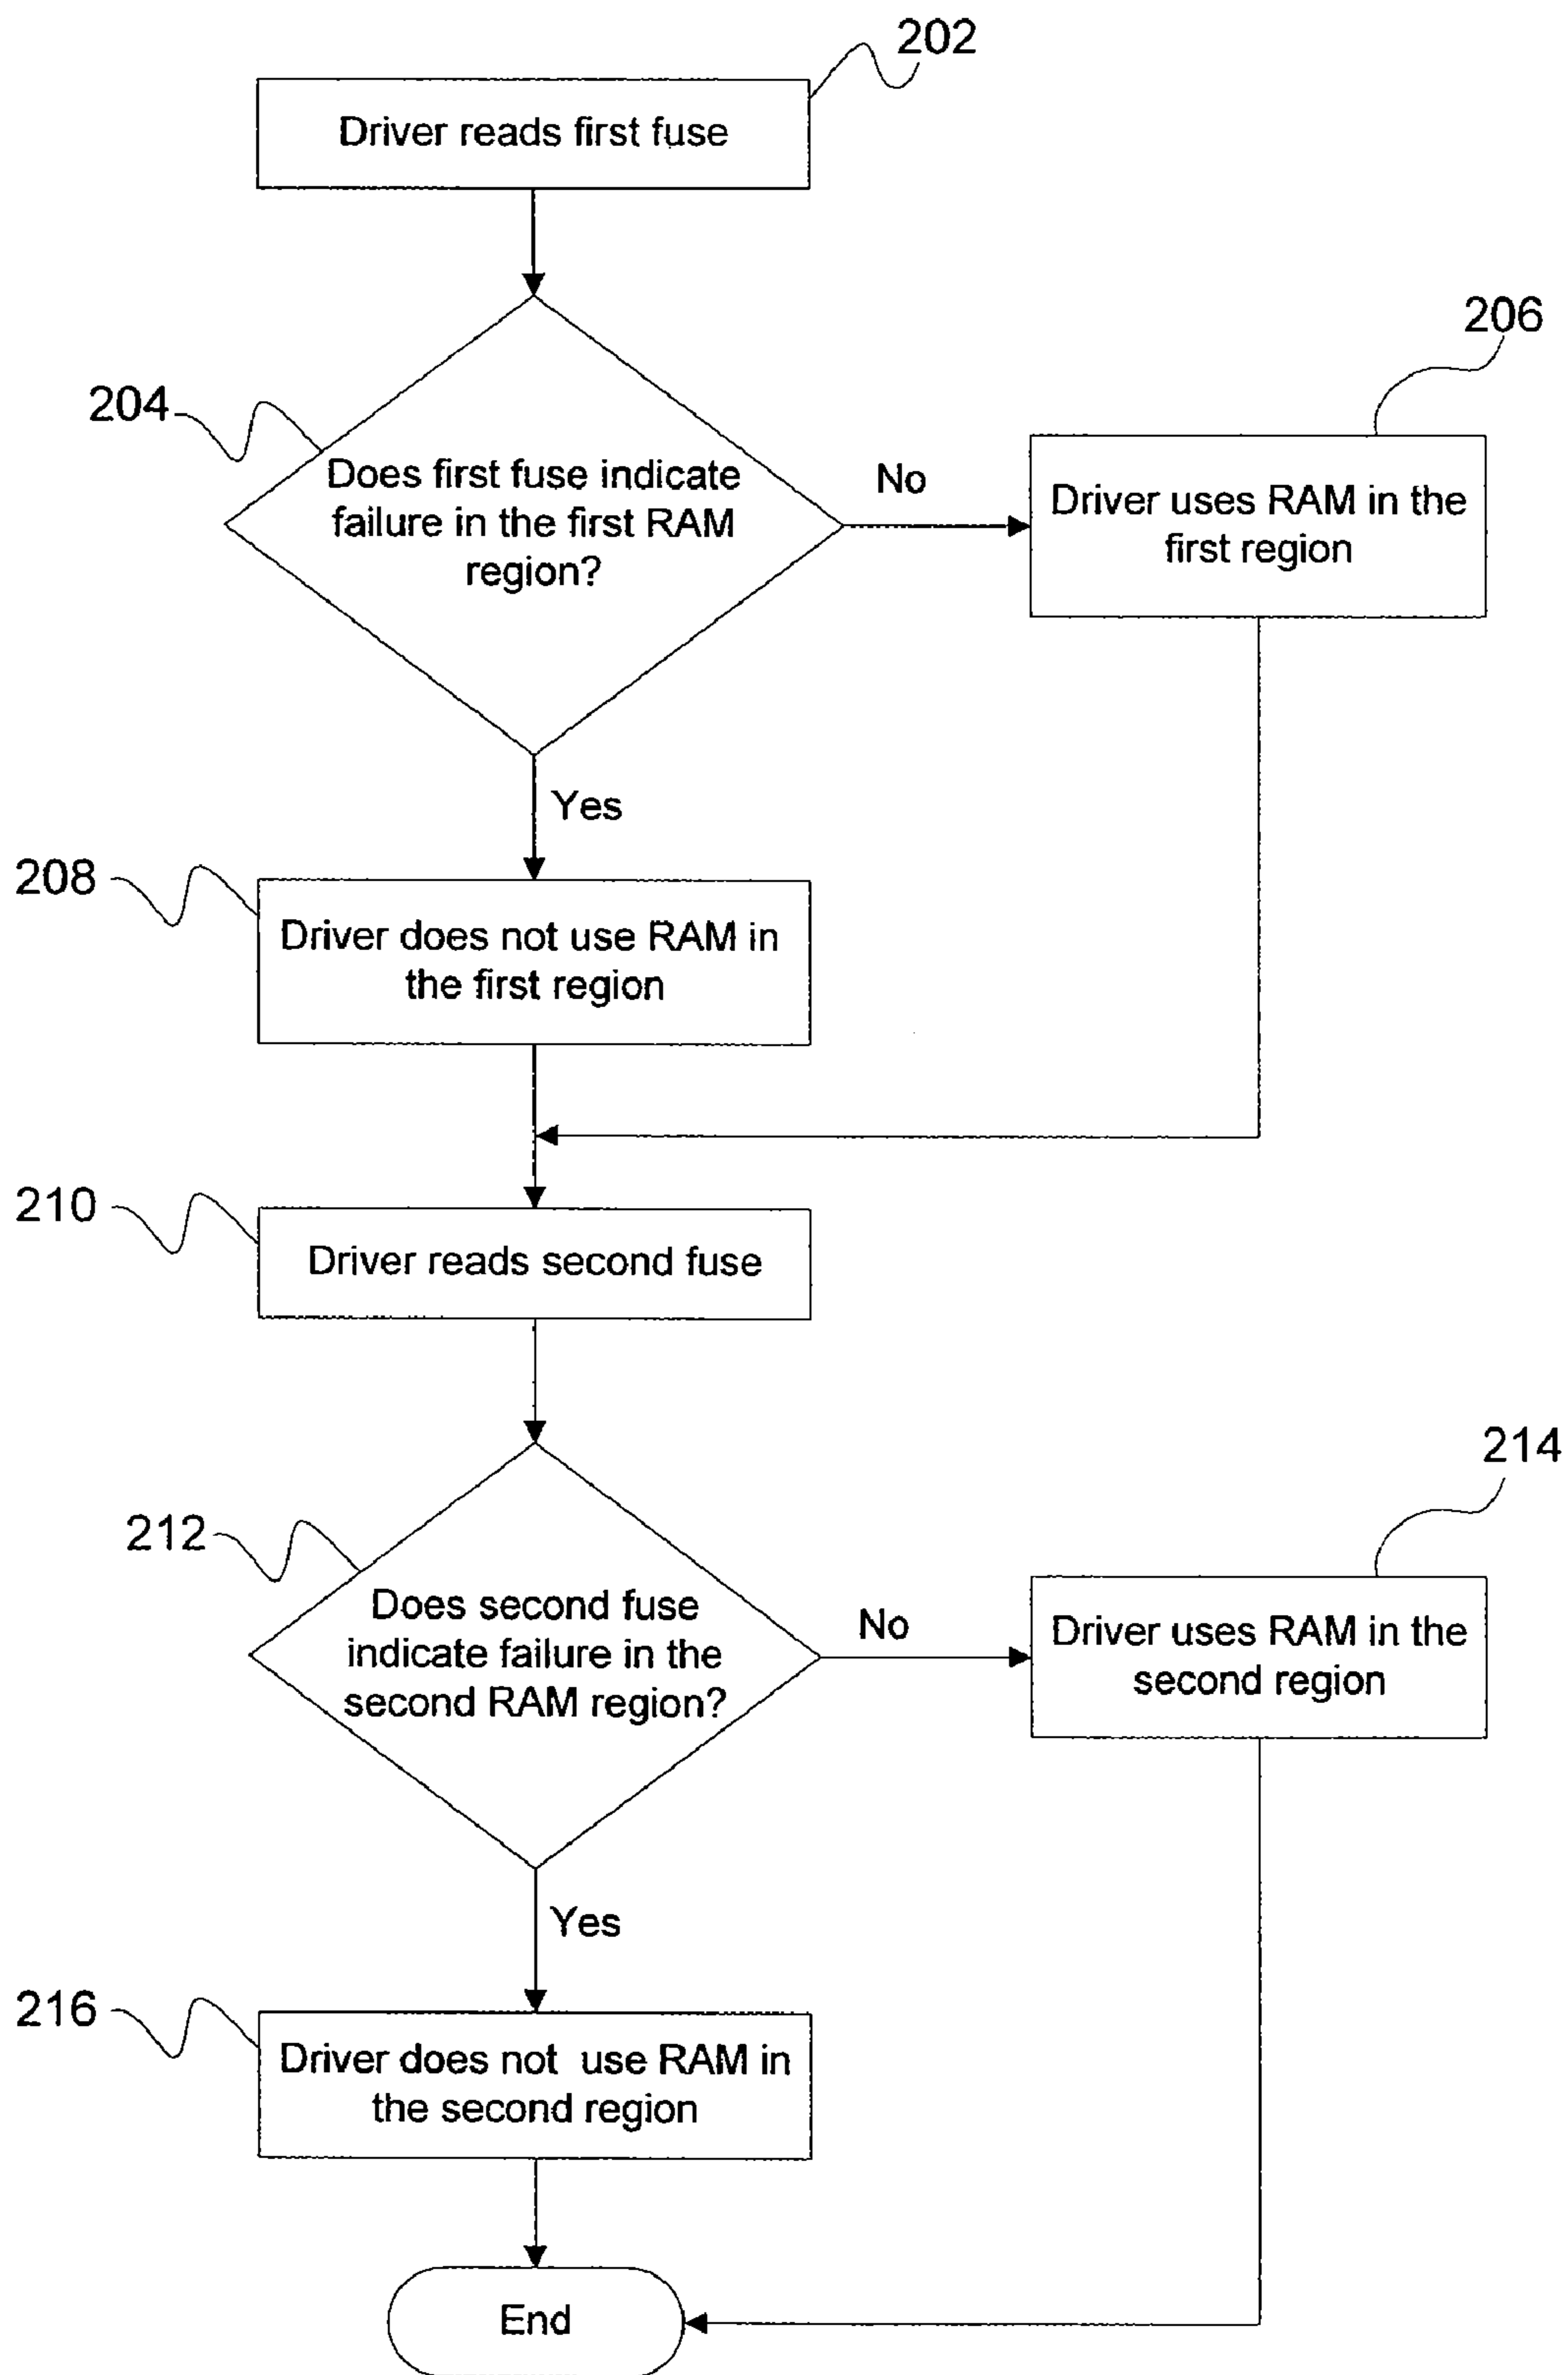 202
Driver reads first fuse
204
Does first fuse indicate
failure in the first RAM
region?
No
206
Driver uses RAM in the
first region
Yes
208
Driver does not use RAM in
the first region
210
Driver reads second fuse
212
Does second fuse
indicate failure in the
second RAM region?
No
214
Driver uses RAM in the
second region
Yes
216
Driver does not use RAM in
the second region
End